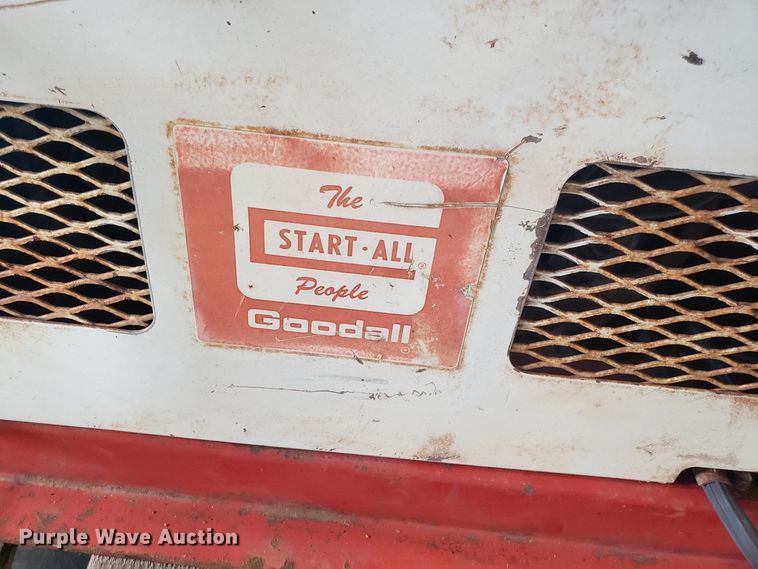 The
START·ALL ®
People
Goodall ®
Purple Wave Auction